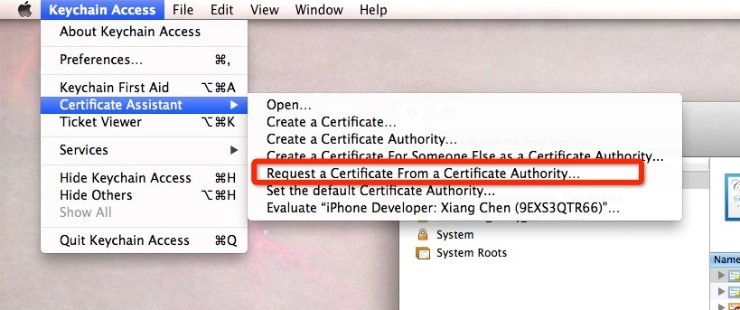 Keychain Access File Edit View Window Help
About Keychain Access
Preferences... ⌘,
Keychain First Aid ⌥⌘A
Certificate Assistant ▶
Ticket Viewer ⌥⌘K
Services ▶
Hide Keychain Access ⌘H
Hide Others ⌥⌘H
Show All
Quit Keychain Access ⌘Q
Open...
Create a Certificate...
Create a Certificate Authority...
Create a Certificate For Someone Else as a Certificate Authority...
Request a Certificate From a Certificate Authority...
Set the default Certificate Authority...
Evaluate “iPhone Developer: Xiang Chen (9EXS3QTR66)”...
System
System Roots
Name